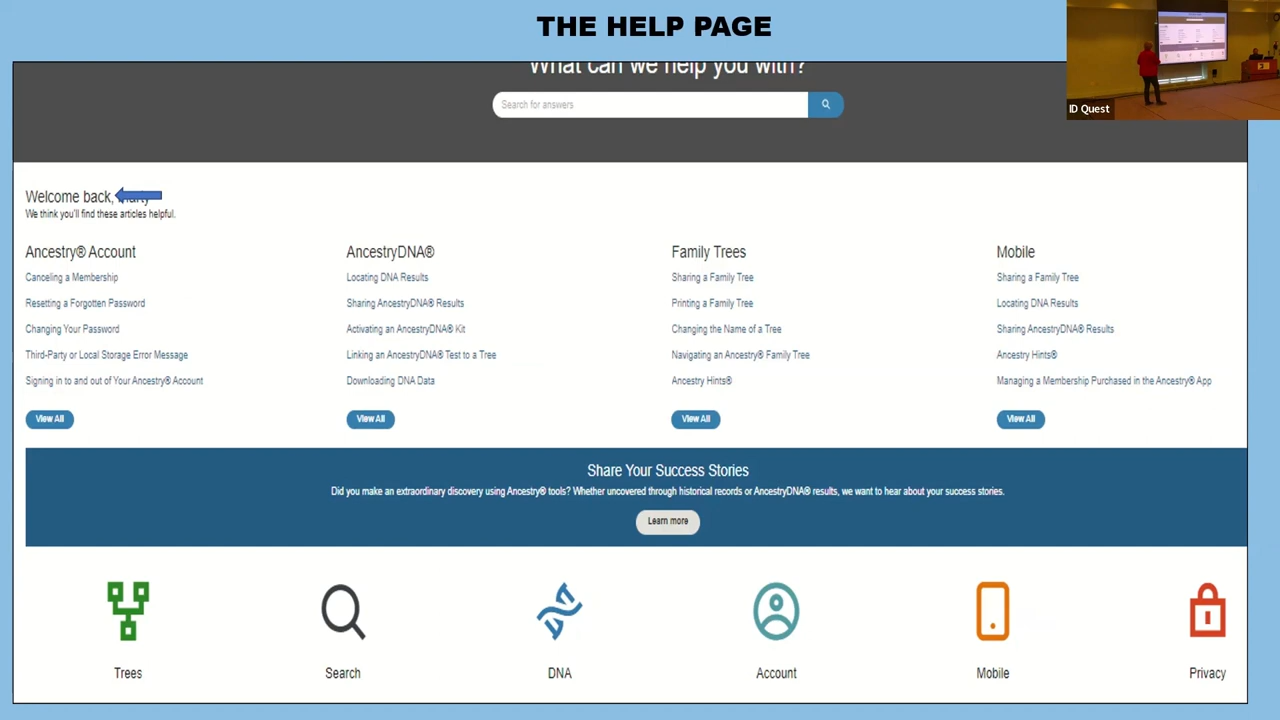 THE HELP PAGE
What can we help you with?
Search for answers
ID Quest
Welcome back,
We think you'll find these articles helpful.
Ancestry® Account
Canceling a Membership
Resetting a Forgotten Password
Changing Your Password
Third-Party or Local Storage Error Message
Signing in to and out of Your Ancestry® Account
View All
AncestryDNA®
Locating DNA Results
Sharing AncestryDNA® Results
Activating an AncestryDNA® Kit
Linking an AncestryDNA® Test to a Tree
Downloading DNA Data
View All
Family Trees
Sharing a Family Tree
Printing a Family Tree
Changing the Name of a Tree
Navigating an Ancestry® Family Tree
Ancestry Hints®
View All
Mobile
Sharing a Family Tree
Locating DNA Results
Sharing AncestryDNA® Results
Ancestry Hints®
Managing a Membership Purchased in the Ancestry® App
View All
Share Your Success Stories
Did you make an extraordinary discovery using Ancestry® tools? Whether uncovered through historical records or AncestryDNA® results, we want to hear about your success stories.
Learn more
Trees
Search
DNA
Account
Mobile
Privacy